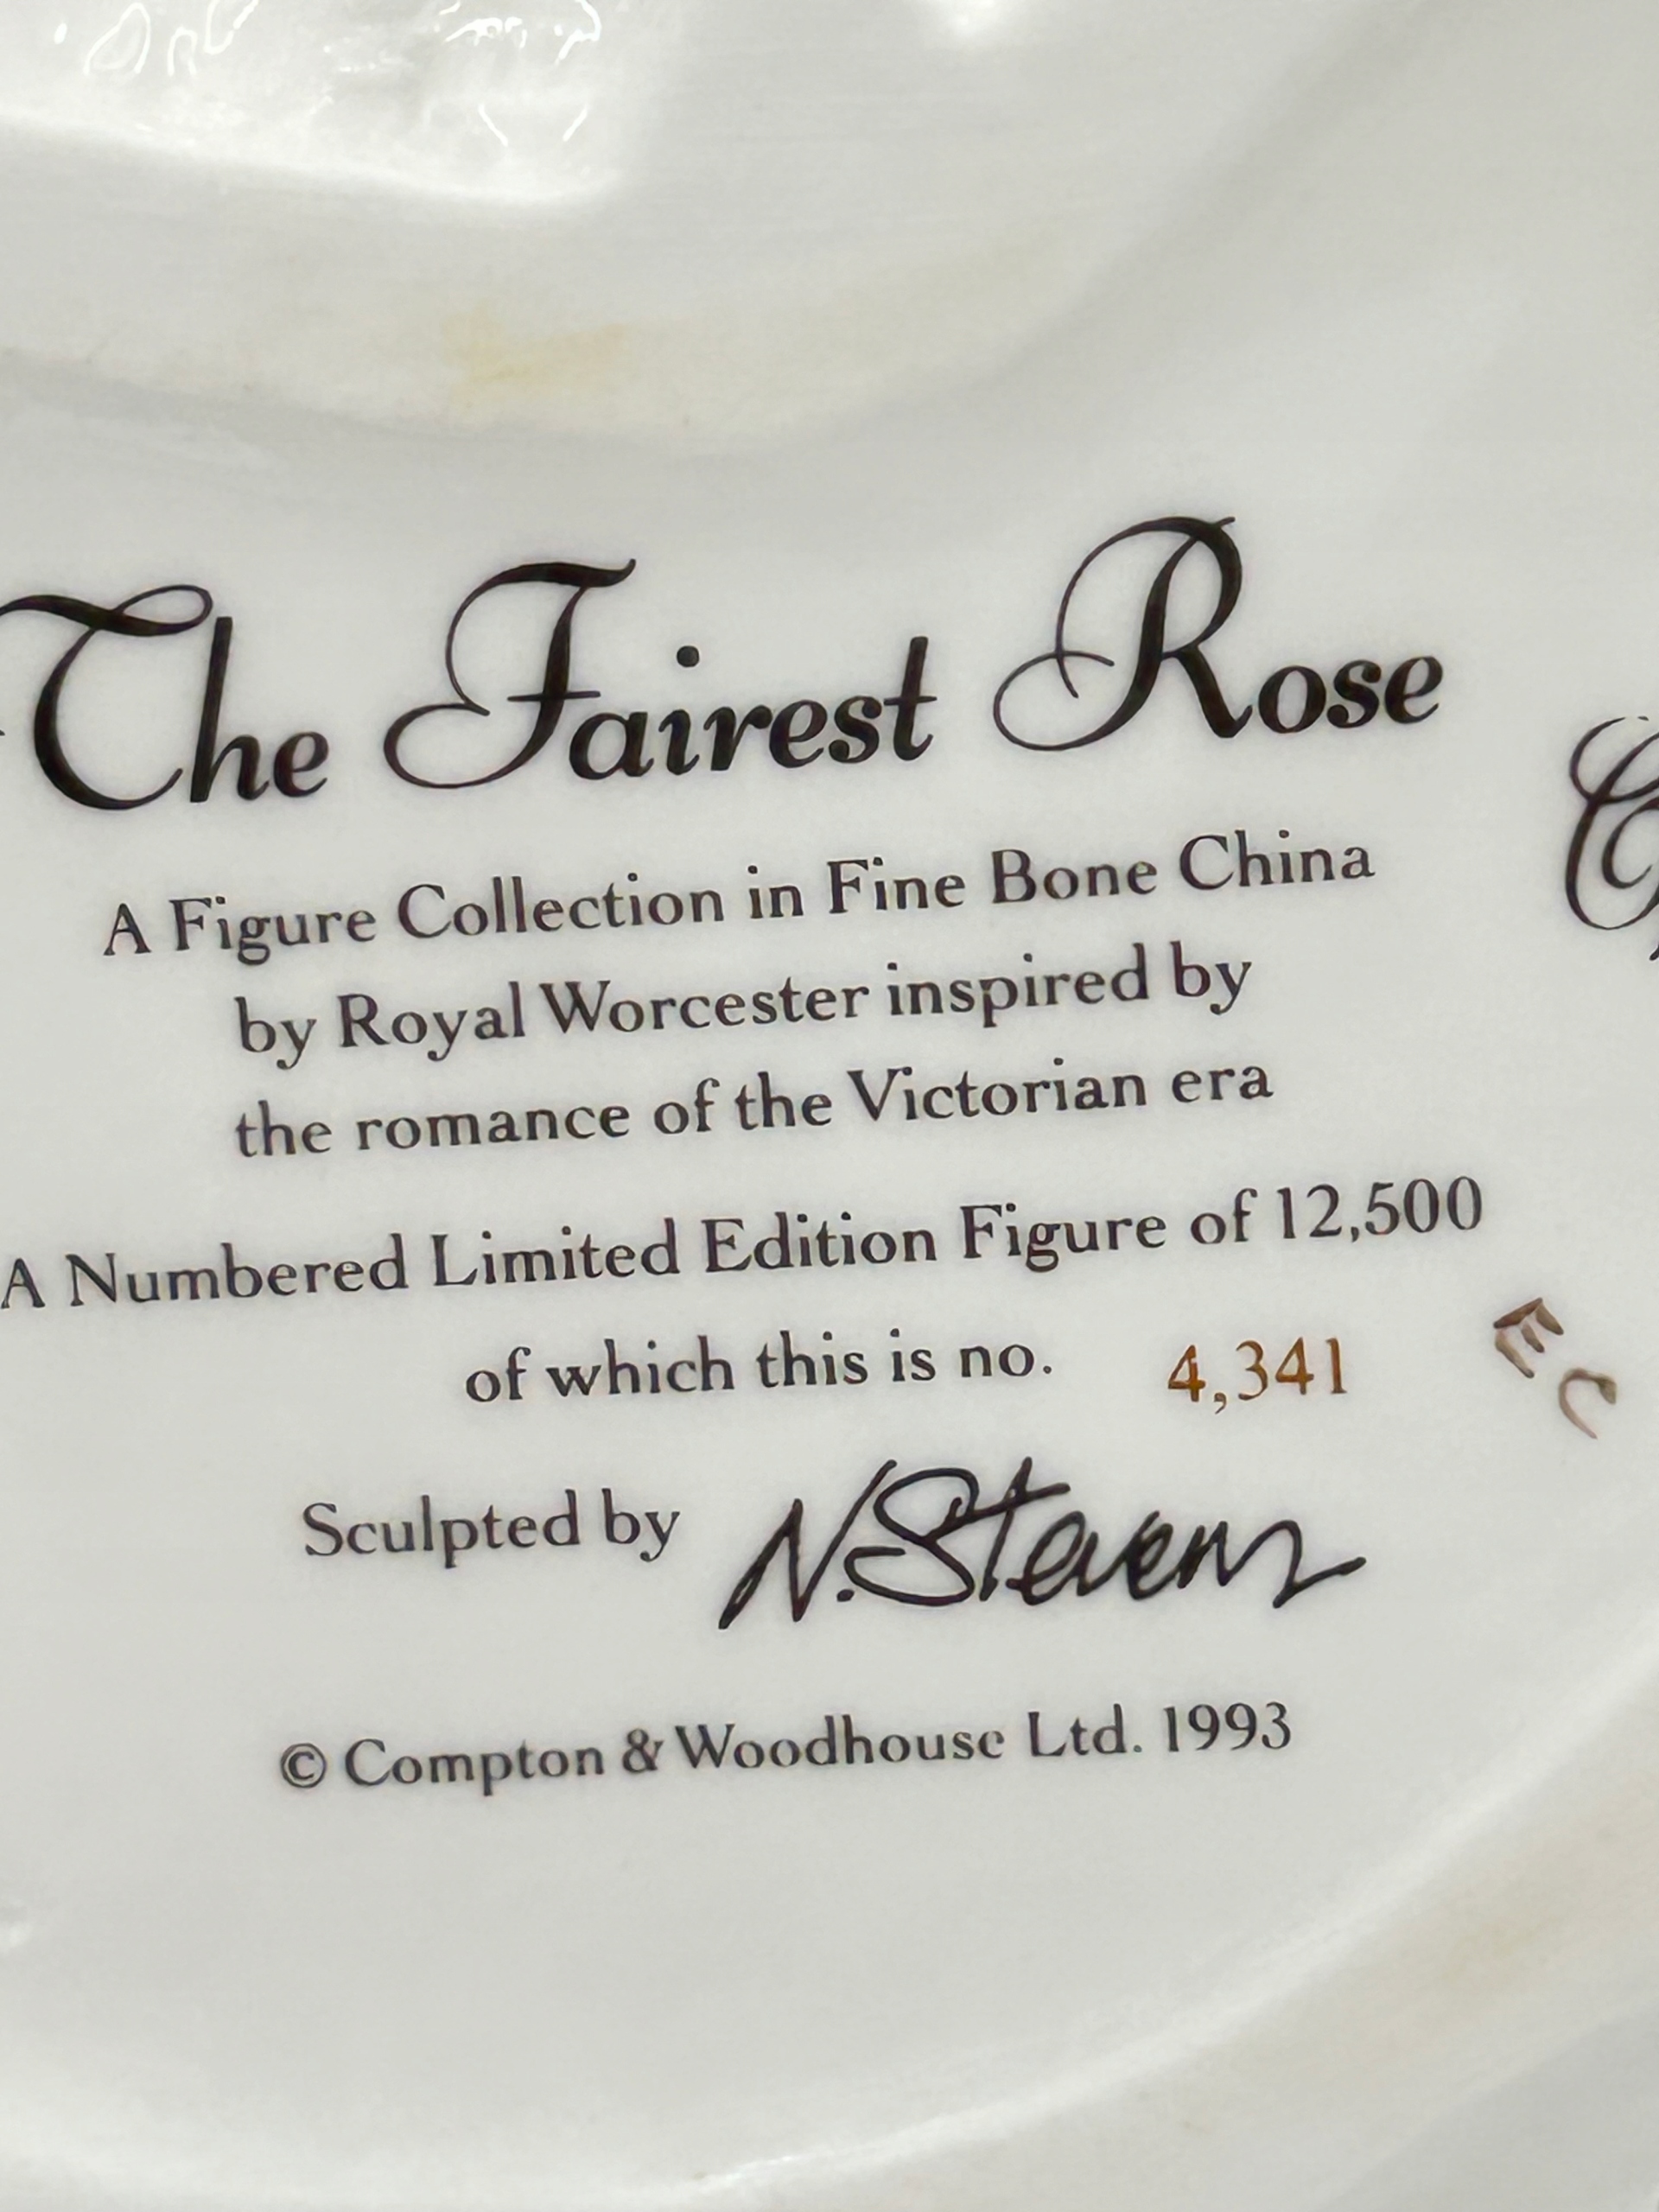 The Fairest Rose
A Figure Collection in Fine Bone China
by Royal Worcester inspired by
the romance of the Victorian era
A Numbered Limited Edition Figure of 12,500
of which this is no. 4,341
E C
Sculpted by N. Stevens
© Compton & Woodhouse Ltd. 1993